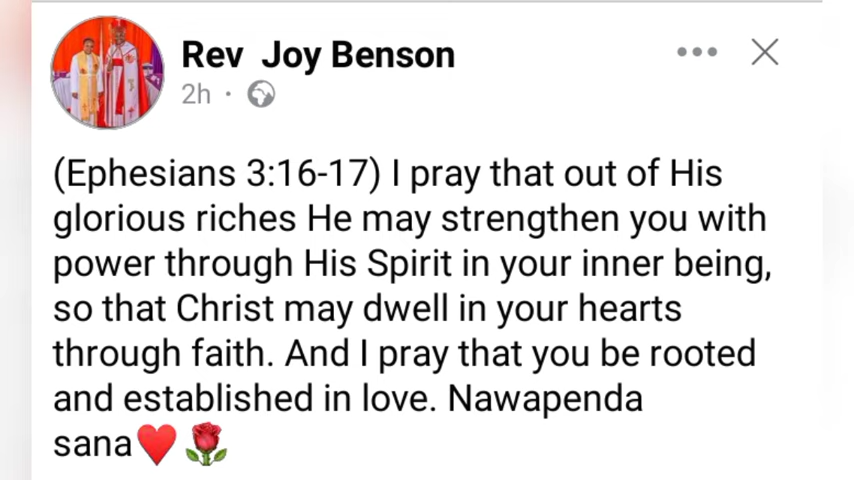 Rev Joy Benson
2h ·
(Ephesians 3:16-17) I pray that out of His
glorious riches He may strengthen you with
power through His Spirit in your inner being,
so that Christ may dwell in your hearts
through faith. And I pray that you be rooted
and established in love. Nawapenda
sana❤️🌹